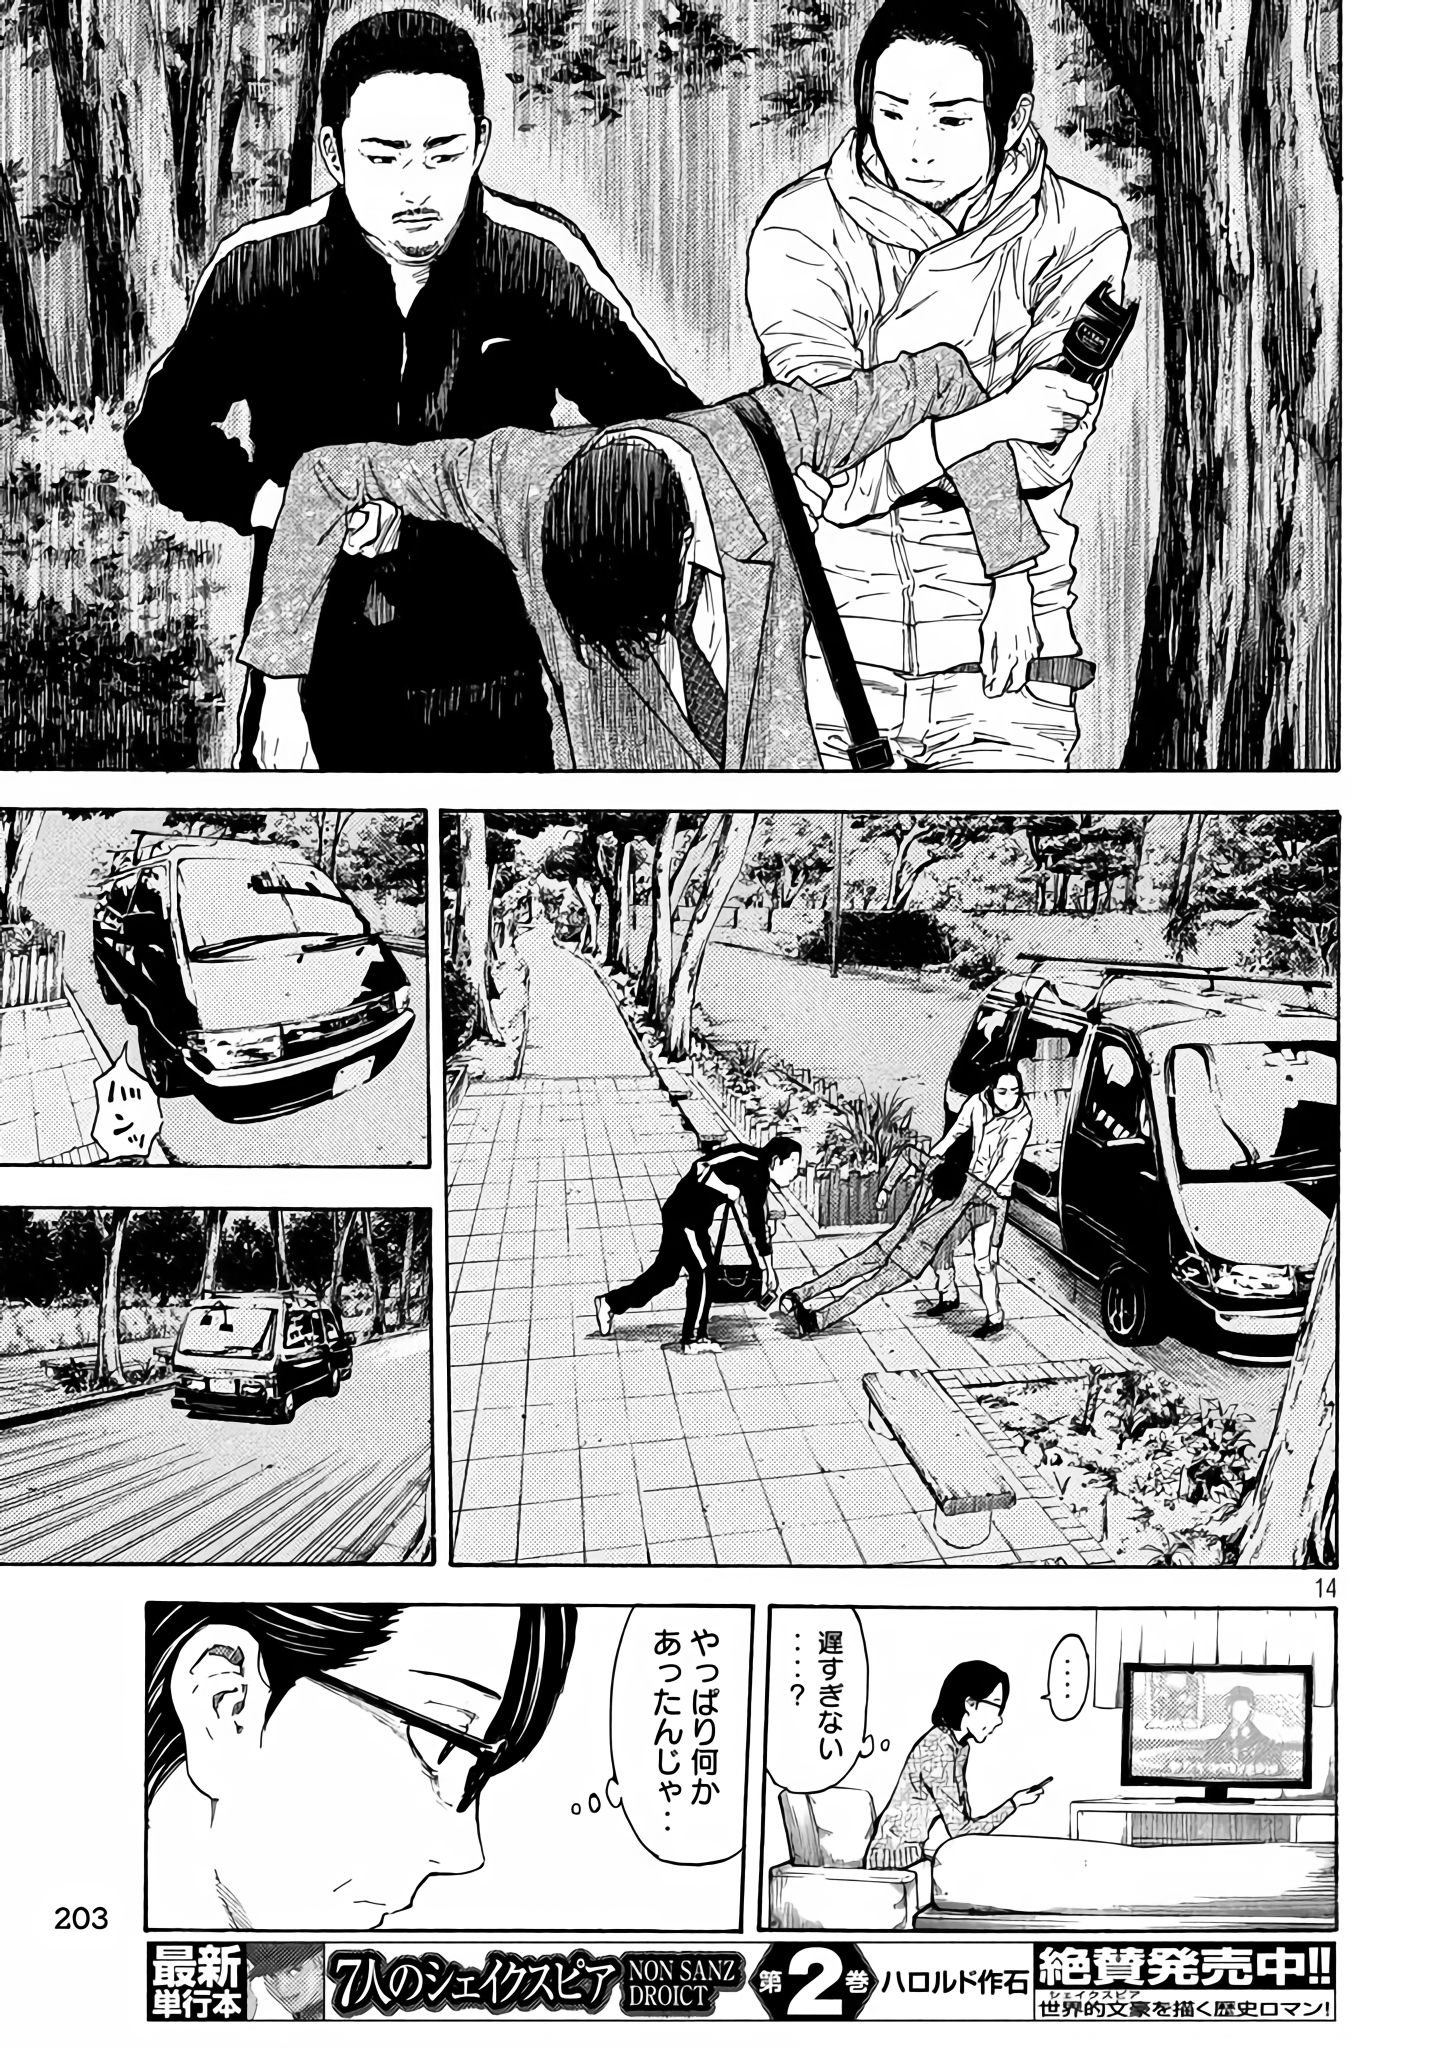 バンッ
14
‥‥
遅すぎない
‥‥?
やっぱり何か
あったんじゃ‥
203
最新
単行本
7人のシェイクスピア
NON SANZ
DROICT
第2巻
ハロルド作石
絶賛発売中!!
シェイクスピア
世界的文豪を描く歴史ロマン!